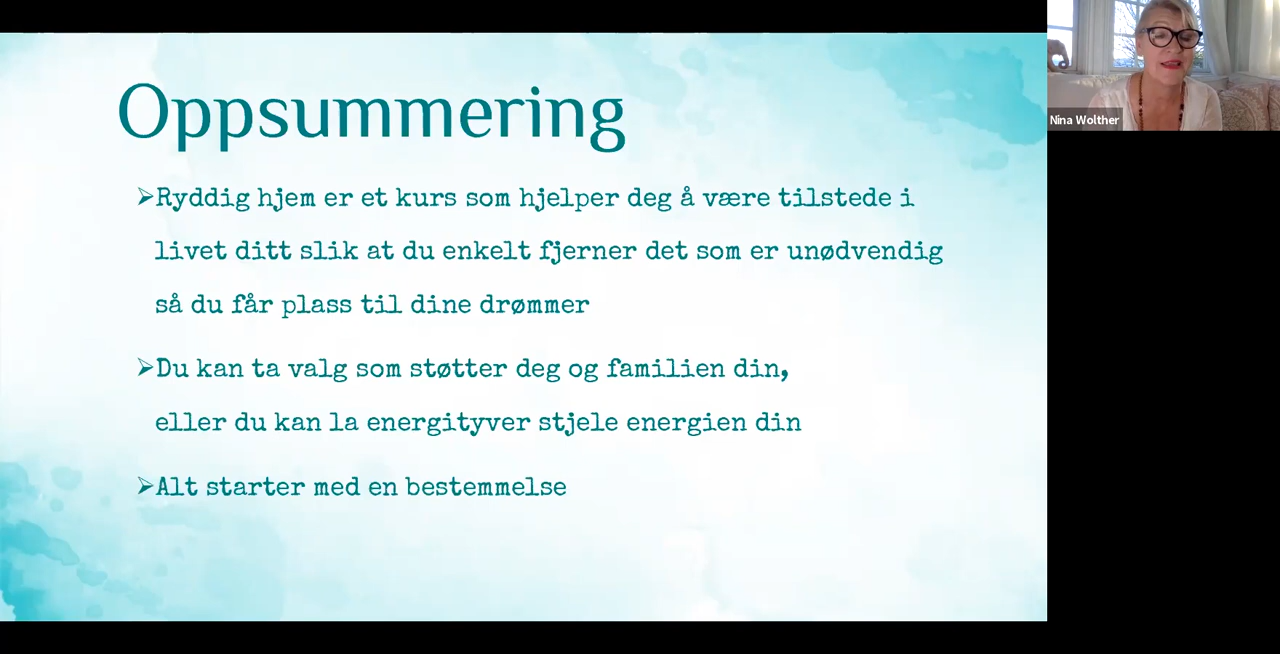 Oppsummering
➢Ryddig hjem er et kurs som hjelper deg å være tilstede i
livet ditt slik at du enkelt fjerner det som er unødvendig
så du får plass til dine drømmer
➢Du kan ta valg som støtter deg og familien din,
eller du kan la energityver stjele energien din
➢Alt starter med en bestemmelse
Nina Wolther